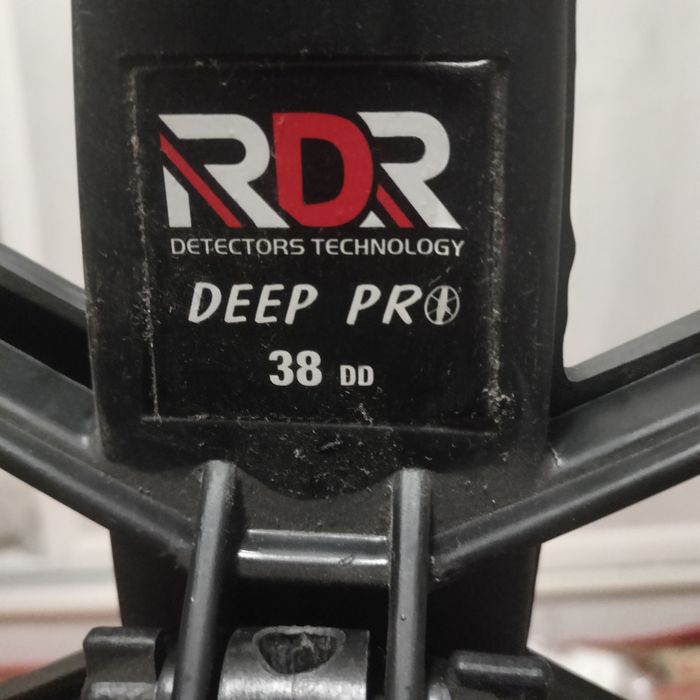 RDR
DETECTORS TECHNOLOGY
DEEP PRO
38 DD